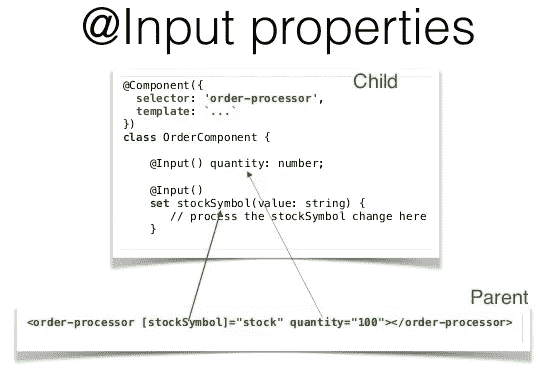 @Input properties
Child
@Component({
  selector: 'order-processor',
  template: `...`
})
class OrderComponent {
    @Input() quantity: number;
    @Input()
    set stockSymbol(value: string) {
       // process the stockSymbol change here
    }
Parent
<order-processor [stockSymbol]="stock" quantity="100"></order-processor>